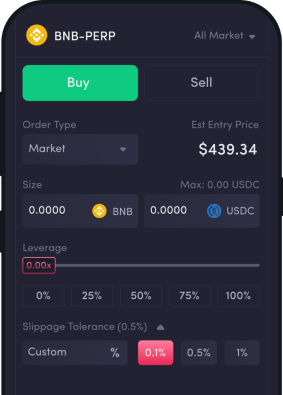 BNB-PERP All Market
Buy Sell
Order Type Est Entry Price
Market $439.34
Size Max: 0.00 USDC
0.0000 BNB 0.0000 USDC
Leverage
0.00x
0% 25% 50% 75% 100%
Slippage Tolerance (0.5%)
Custom % 0.1% 0.5% 1%